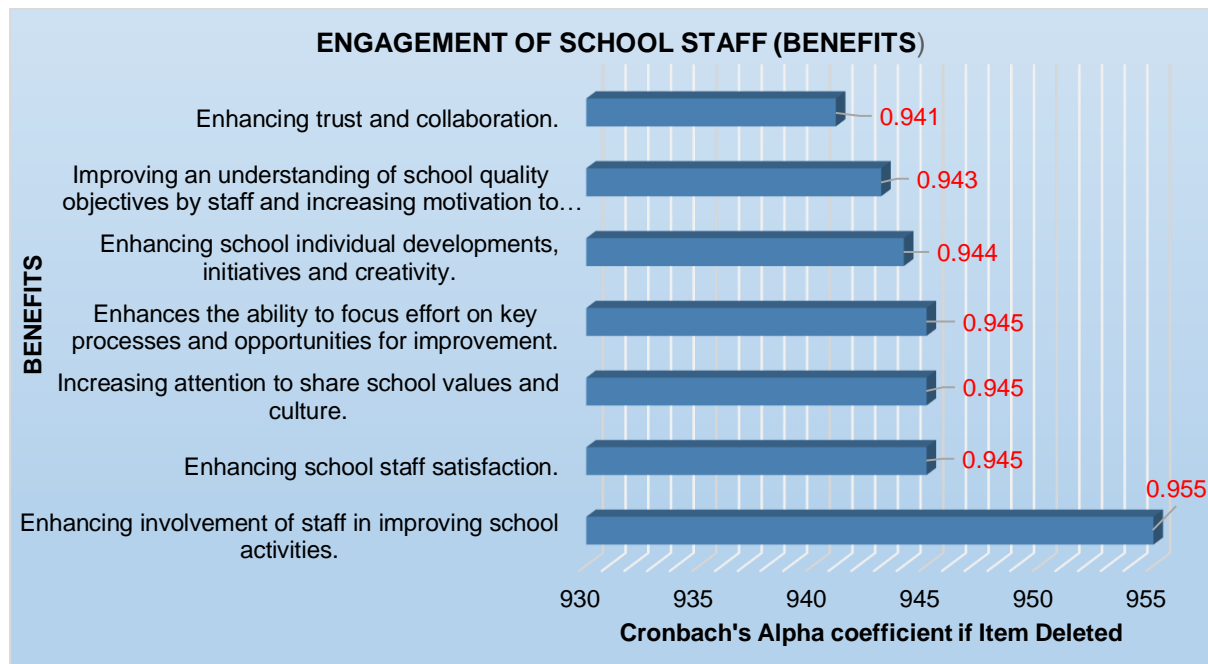 ENGAGEMENT OF SCHOOL STAFF (BENEFITS)
BENEFITS
Enhancing trust and collaboration.
0.941
Improving an understanding of school quality
objectives by staff and increasing motivation to…
0.943
Enhancing school individual developments,
initiatives and creativity.
0.944
Enhances the ability to focus effort on key
processes and opportunities for improvement.
0.945
Increasing attention to share school values and
culture.
0.945
Enhancing school staff satisfaction.
0.945
Enhancing involvement of staff in improving school
activities.
0.955
930 935 940 945 950 955
Cronbach's Alpha coefficient if Item Deleted